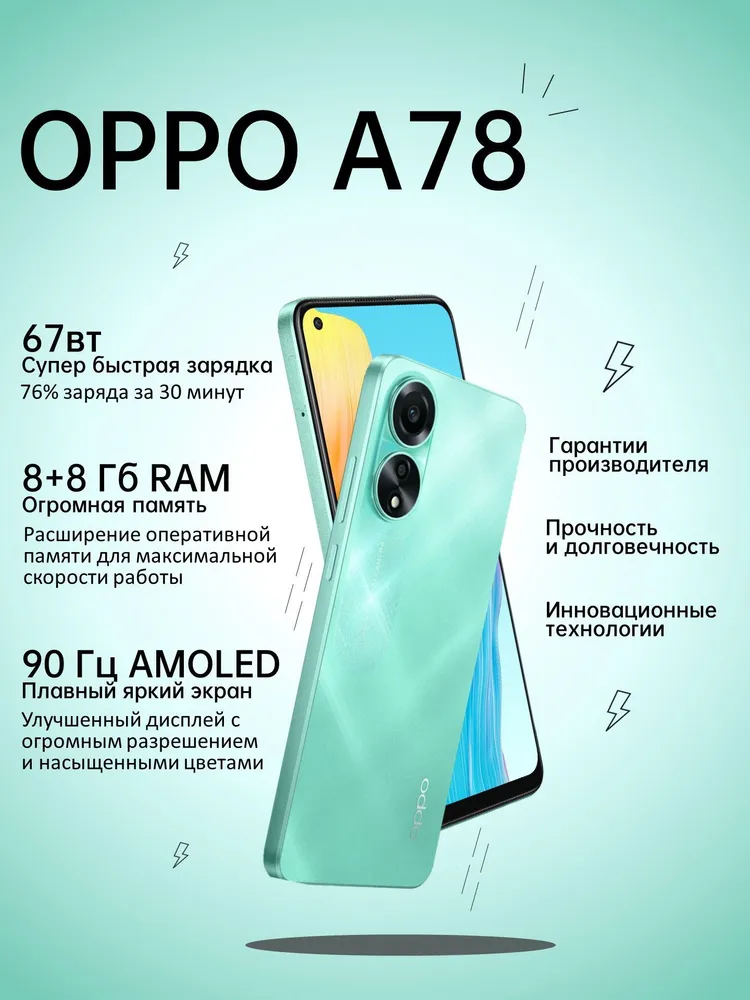 OPPO A78
67вт
Супер быстрая зарядка
76% заряда за 30 минут
8+8 Гб RAM
Огромная память
Расширение оперативной
памяти для максимальной
скорости работы
90 Гц AMOLED
Плавный яркий экран
Улучшенный дисплей с
огромным разрешением
и насыщенными цветами
Гарантии
производителя
Прочность
и долговечность
Инновационные
технологии
oppo